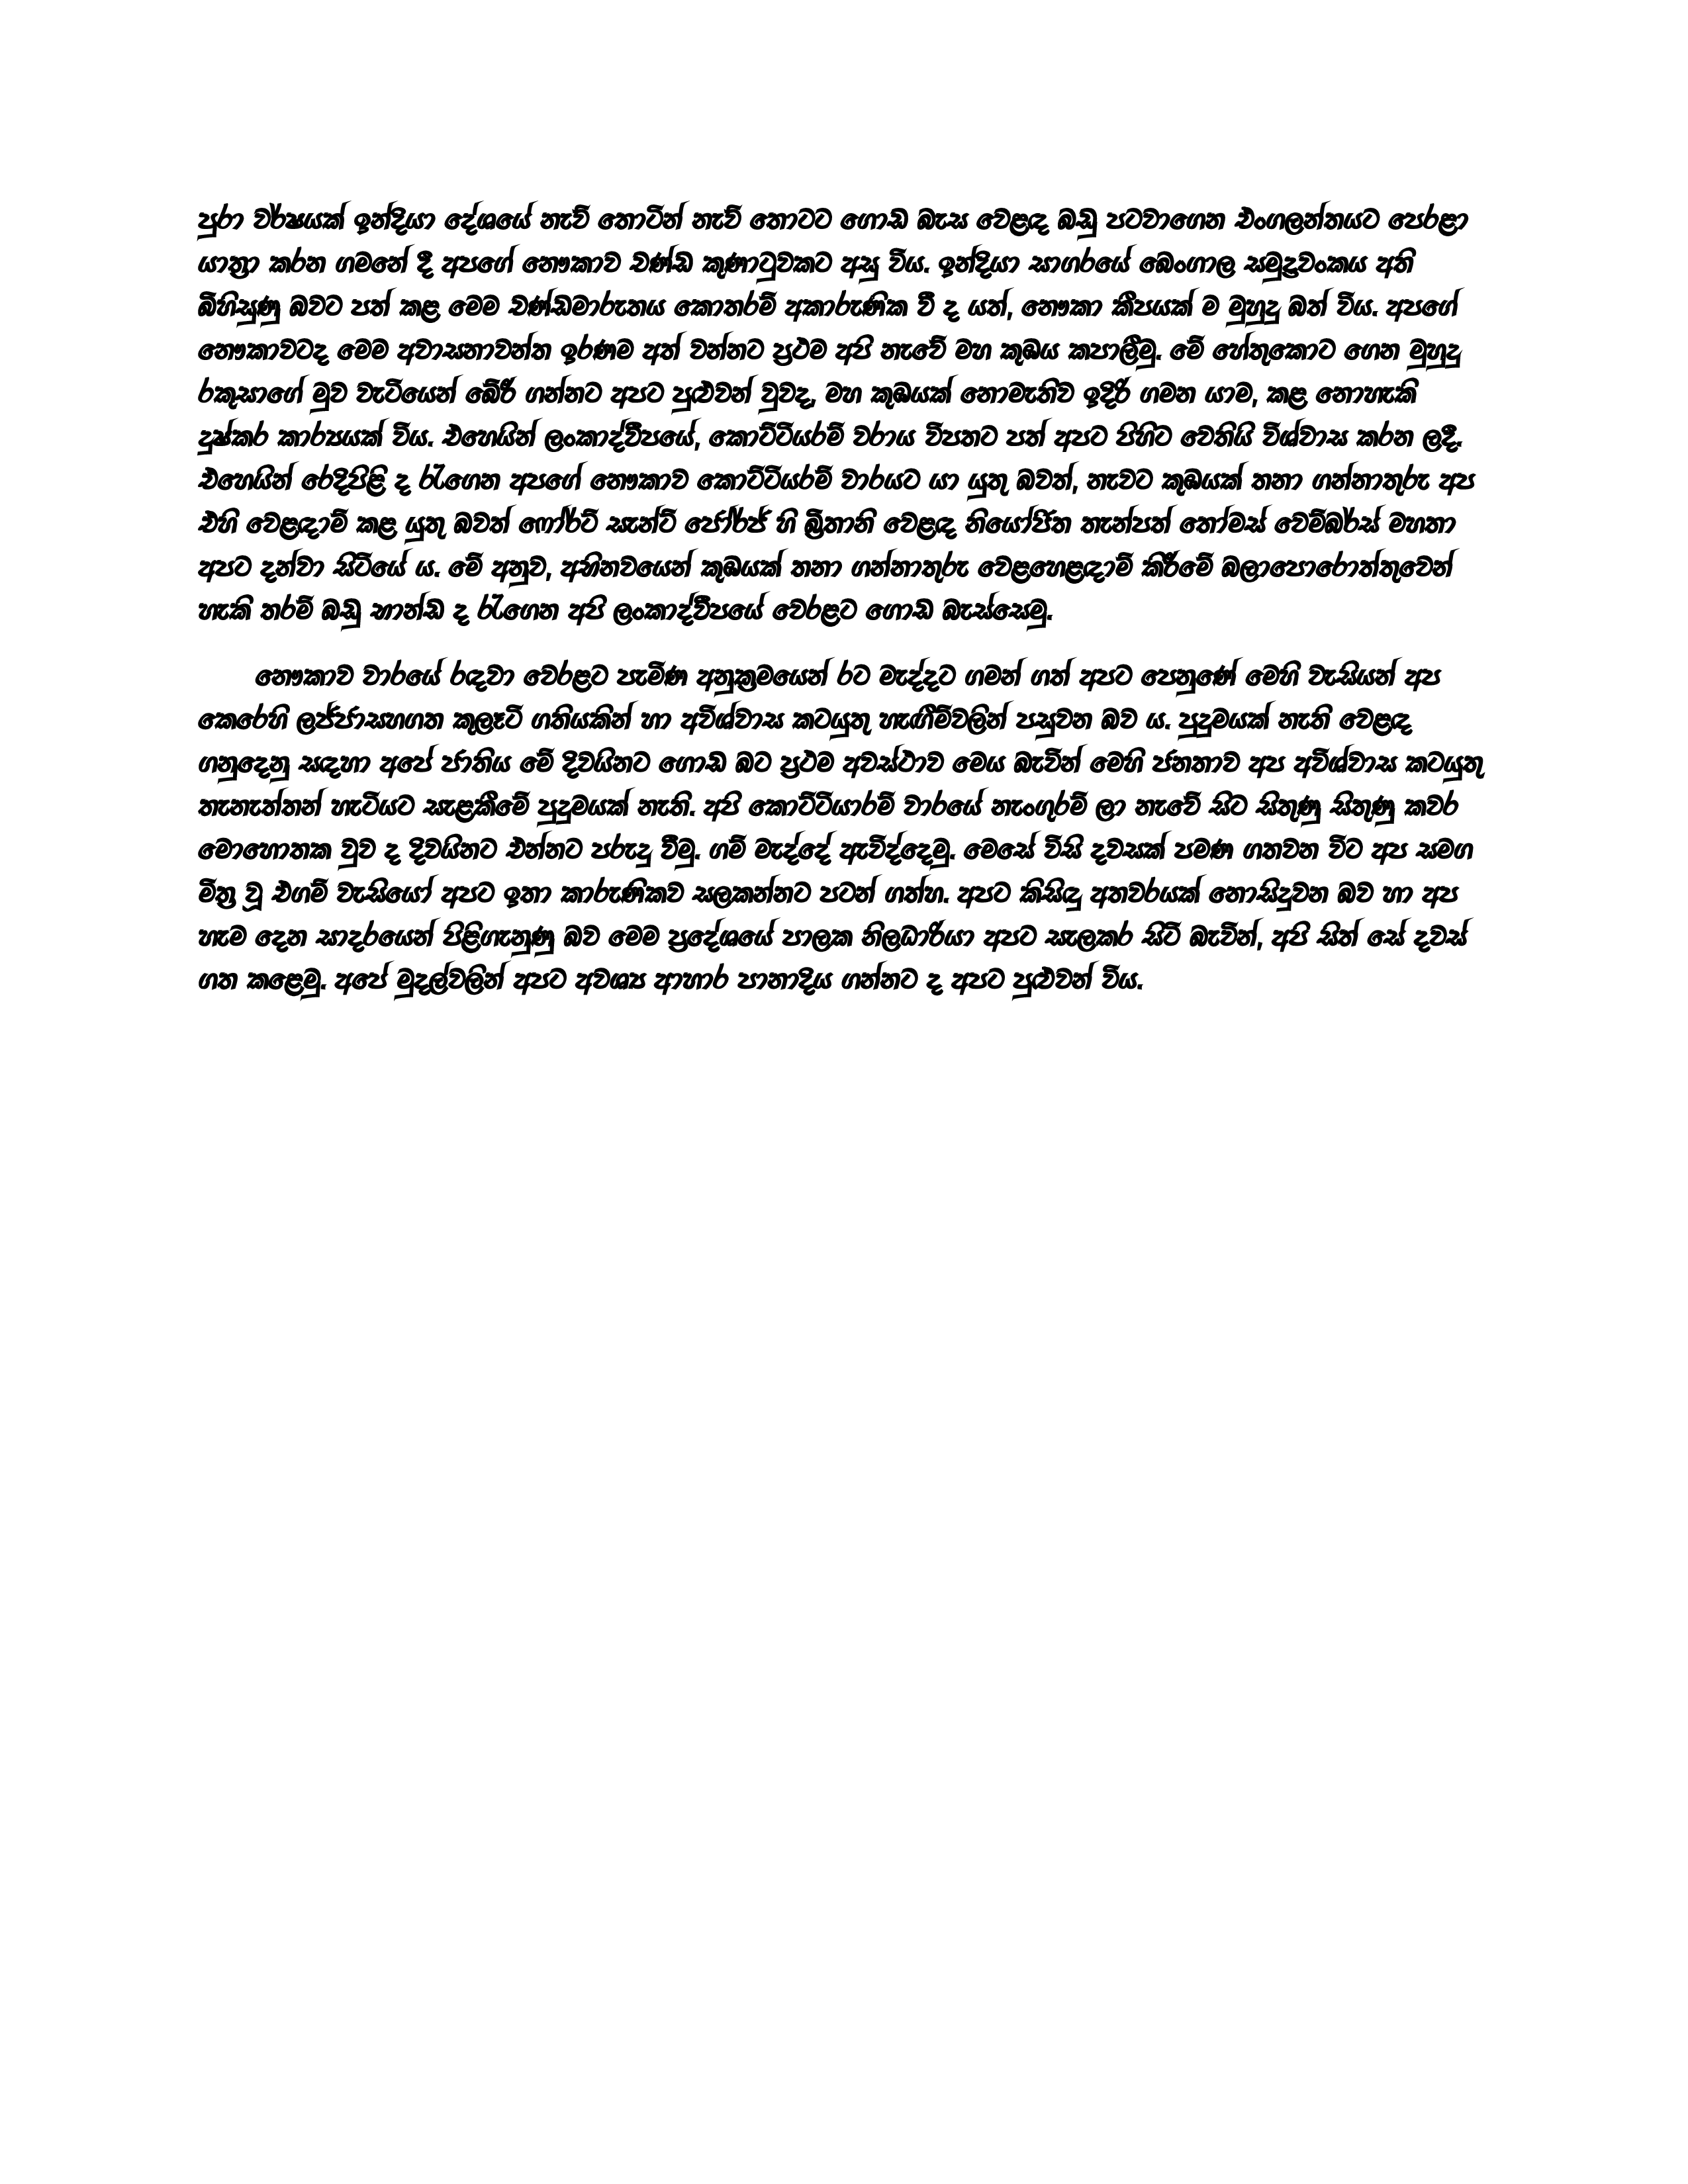 පුරා වර්ෂයක් ඉන්දියා දේශයේ නැව් තොටින් නැව් තොටට ගොඩ බැස වෙළඳ බඩු පටවාගෙන එංගලන්තයට පෙරළා
යාත්‍රා කරන ගමනේ දී අපගේ නෞකාව චණ්ඩ කුණාටුවකට අසු විය. ඉන්දියා සාගරයේ බෙංගාල සමුද්‍රවංකය අති
බිහිසුණු බවට පත් කළ මෙම චණ්ඩමාරුතය කොතරම් අකාරුණික වී ද යත්, නෞකා කීපයක් ම මුහුදු බත් විය. අපගේ
නෞකාවටද මෙම අවාසනාවන්ත ඉරණම අත් වන්නට ප්‍රථම අපි නැවේ මහ කුඹය කපාලීමු. මේ හේතුකොට ගෙන මුහුදු
රකුසාගේ මුව වැටියෙන් බේරී ගන්නට අපට පුළුවන් වුවද, මහ කුඹයක් නොමැතිව ඉදිරි ගමන යාම, කළ නොහැකි
දුෂ්කර කාර්‍යයක් විය. එහෙයින් ලංකාද්වීපයේ, කොට්ටියරම් වරාය විපතට පත් අපට පිහිට වෙතියි විශ්වාස කරන ලදී.
එහෙයින් රෙදිපිළි ද රැගෙන අපගේ නෞකාව කොට්ටියරම් වාරයට යා යුතු බවත්, නැවට කුඹයක් තනා ගන්නාතුරු අප
එහි වෙළඳාම් කළ යුතු බවත් ෆෝර්ට් සැන්ට් ජෝර්ජ් හි බ්‍රිතානි වෙළඳ නියෝජිත තැන්පත් තෝමස් වෙම්බර්ස් මහතා
අපට දන්වා සිටියේ ය. මේ අනුව, අභිනවයෙන් කුඹයක් තනා ගන්නාතුරු වෙළහෙළඳාම් කිරීමේ බලාපොරොත්තුවෙන්
හැකි තරම් බඩු භාන්ඩ ද රැගෙන අපි ලංකාද්වීපයේ වෙරළට ගොඩ බැස්සෙමු.
නෞකාව වාරයේ රඳවා වෙරළට පැමිණ අනුක්‍රමයෙන් රට මැද්දට ගමන් ගත් අපට පෙනුණේ මෙහි වැසියන් අප
කෙරෙහි ලජ්ජාසහගත කුලෑටි ගතියකින් හා අවිශ්වාස කටයුතු හැඟීම්වලින් පසුවන බව ය. පුදුමයක් නැති වෙළඳ
ගනුදෙනු සඳහා අපේ ජාතිය මේ දිවයිනට ගොඩ බට ප්‍රථම අවස්ථාව මෙය බැවින් මෙහි ජනතාව අප අවිශ්වාස කටයුතු
තැනැත්තන් හැටියට සැළකීමේ පුදුමයක් නැති. අපි කොට්ටියාරම් වාරයේ නැංගුරම් ලා නැවේ සිට සිතුණු සිතුණු කවර
මොහොතක වුව ද දිවයිනට එන්නට පරුදු වීමු. ගම් මැද්දේ ඇවිද්දෙමු. මෙසේ විසි දවසක් පමණ ගතවන විට අප සමග
මිත්‍ර වූ එගම් වැසියෝ අපට ඉතා කාරුණිකව සලකන්නට පටන් ගත්හ. අපට කිසිඳු අතවරයක් නොසිදුවන බව හා අප
හැම දෙන සාදරයෙන් පිළිගැනුණු බව මෙම ප්‍රදේශයේ පාලක නිලධාරියා අපට සැලකර සිටි බැවින්, අපි සිත් සේ දවස්
ගත කළෙමු. අපේ මුදල්වලින් අපට අවශ්‍ය ආහාර පානාදිය ගන්නට ද අපට පුළුවන් විය.